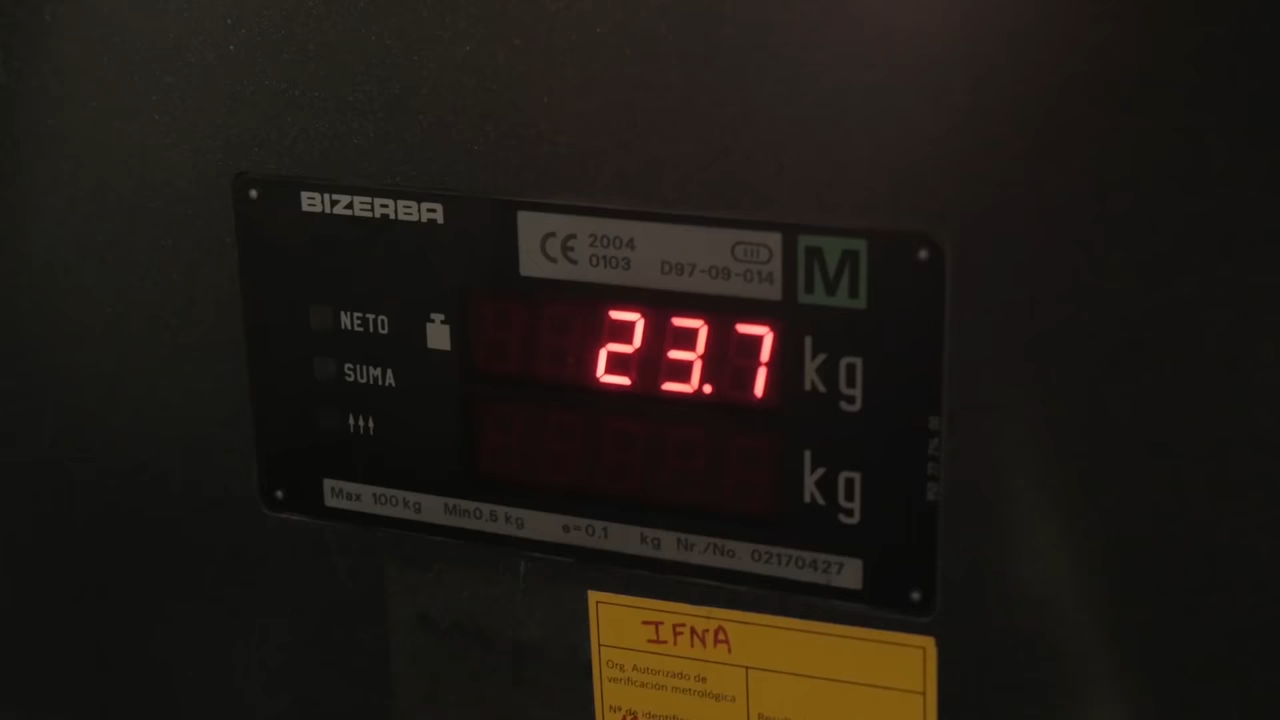 BIZERBA
CE 2004
0103 D97-09-014
M
NETO
23.7 kg
SUMA
kg
Max 100 kg Min 0.5 kg e=0.1 kg Nr./No. 02170427
IFNA
Org. Autorizado de
verificación metrológica
Nº de